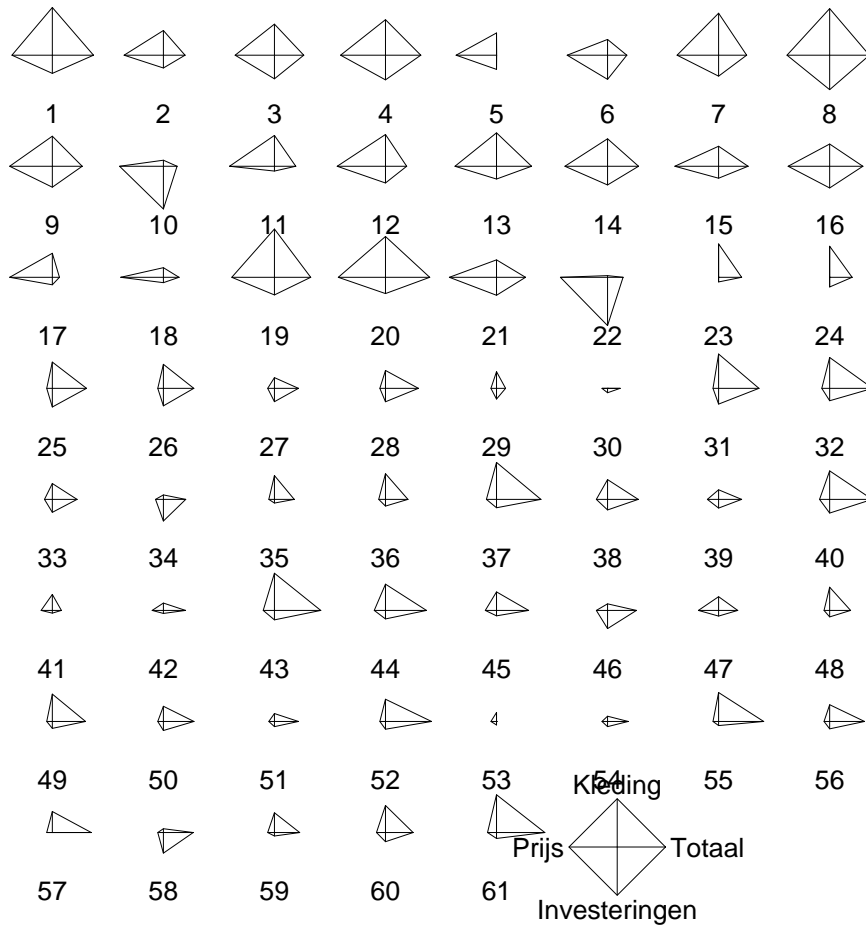 1 2 3 4 5 6 7 8
9 10 11 12 13 14 15 16
17 18 19 20 21 22 23 24
25 26 27 28 29 30 31 32
33 34 35 36 37 38 39 40
41 42 43 44 45 46 47 48
49 50 51 52 53 54 55 56
Kleding
Prijs Totaal
57 58 59 60 61
Investeringen